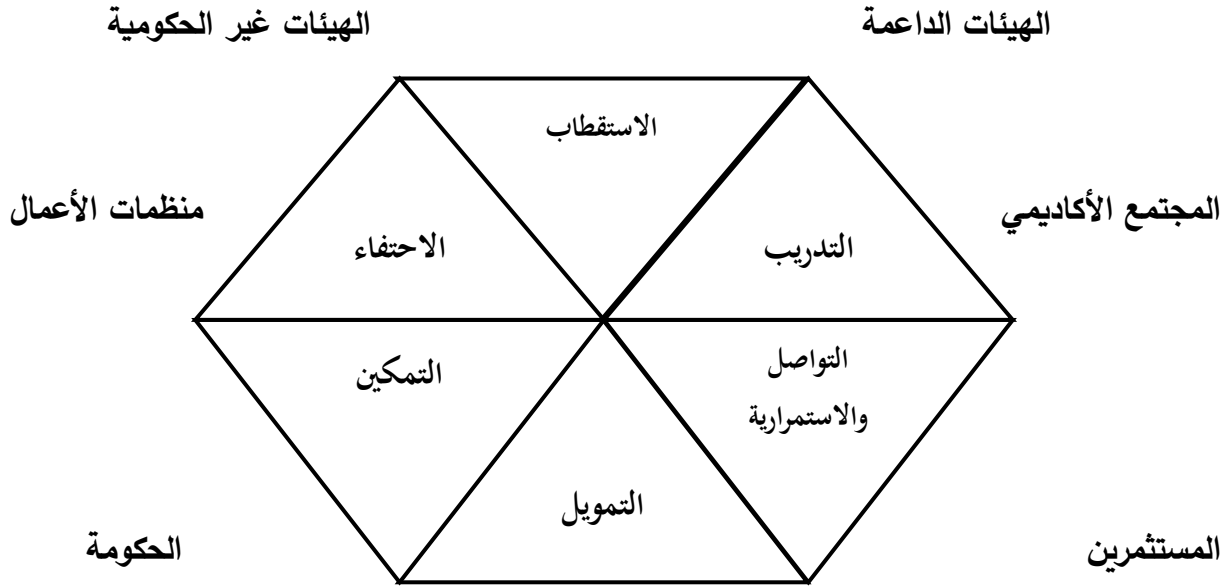 الهيئات الداعمة
الهيئات غير الحكومية
الاستقطاب
المجتمع الأكاديمي
منظمات الأعمال
التدريب
الاحتفاء
التواصل
والاستمرارية
التمكين
التمويل
المستثمرين
الحكومة